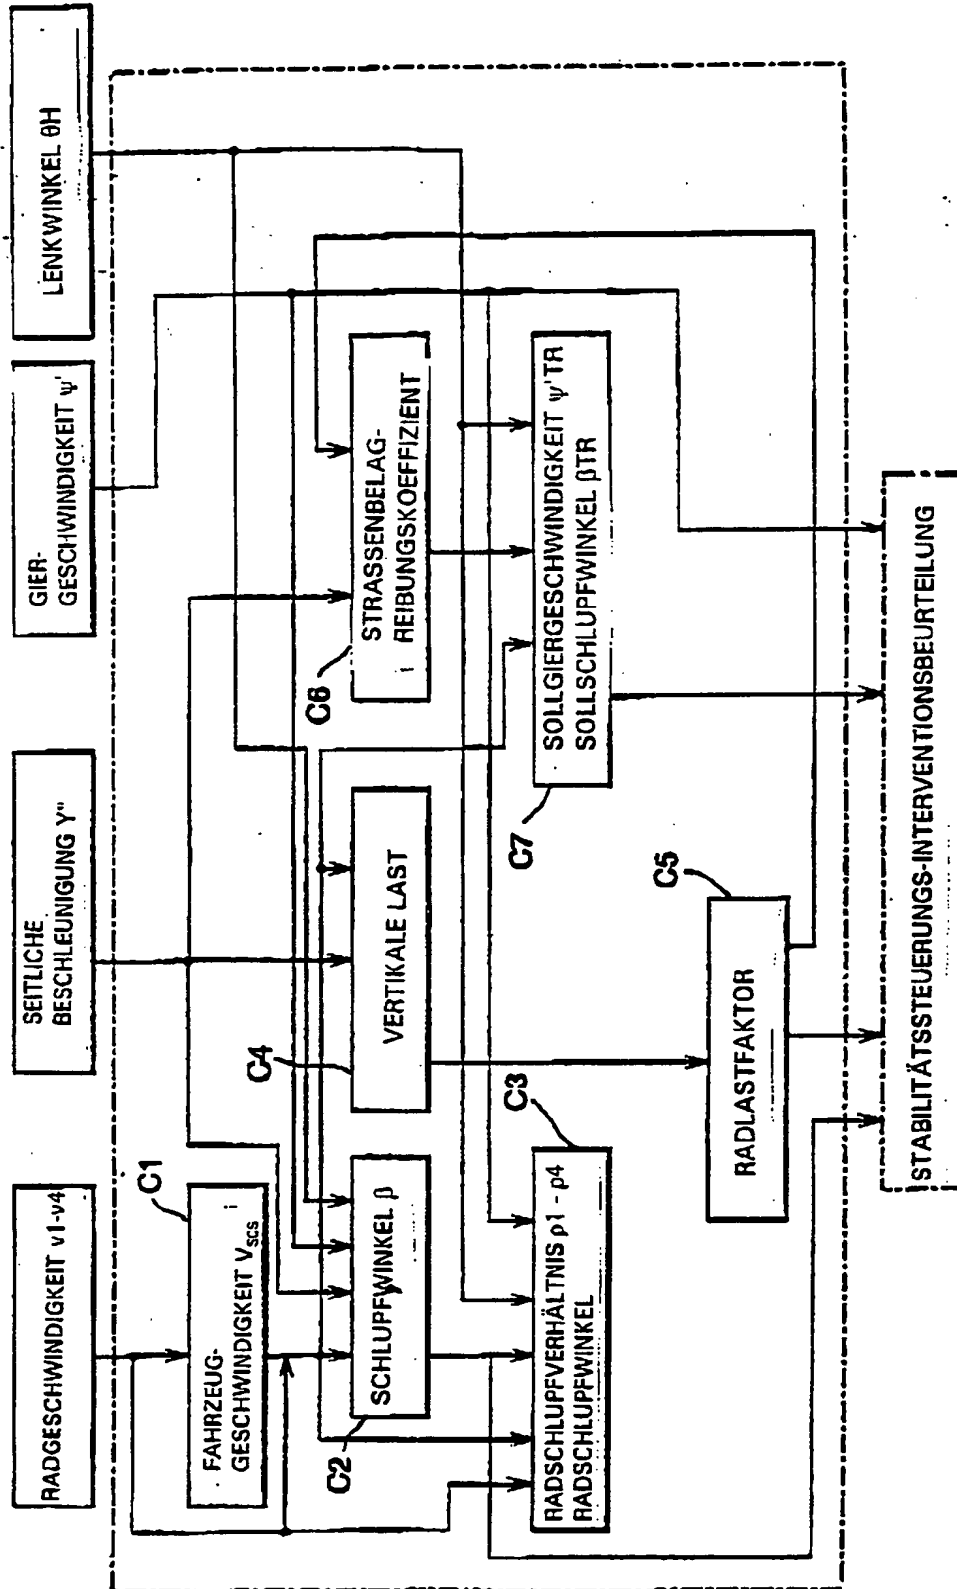 RADGESCHWINDIGKEIT v1-v4
SEITLICHE
BESCHLEUNIGUNG Y"
GIER-
GESCHWINDIGKEIT ψ'
LENKWINKEL θH
C1
FAHRZEUG-
GESCHWINDIGKEIT VSCS
C2
SCHLUPFWINKEL β
C4
VERTIKALE LAST
C6
STRASSENBELAG-
REIBUNGSKOEFFIZIENT
C3
RADSCHLUPFVERHÄLTNIS ρ1 - ρ4
RADSCHLUPFWINKEL
C7
SOLLGIERGESCHWINDIGKEIT ψ'TR
SOLLSCHLUPFWINKEL βTR
C5
RADLASTFAKTOR
STABILITÄTSSTEUERUNGS-INTERVENTIONSBEURTEILUNG